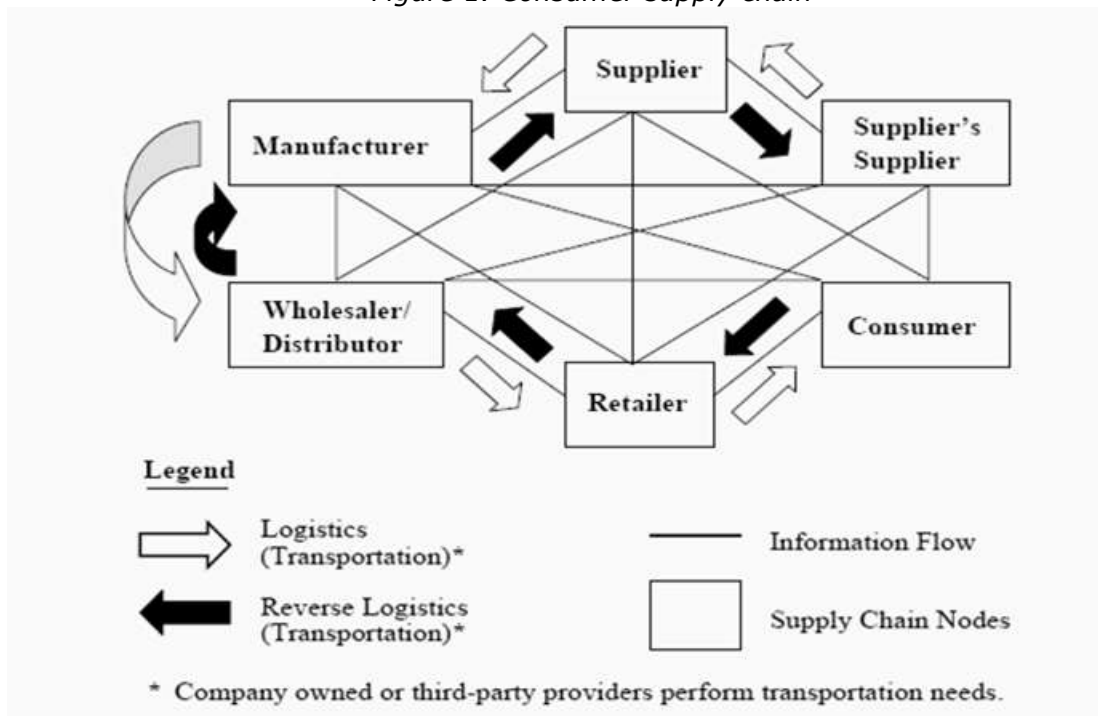 Figure 1: Consumer Supply Chain
Supplier
Manufacturer
Supplier's
Supplier
Wholesaler/
Distributor
Consumer
Retailer
Legend
Logistics
(Transportation)*
Information Flow
Reverse Logistics
(Transportation)*
Supply Chain Nodes
* Company owned or third-party providers perform transportation needs.